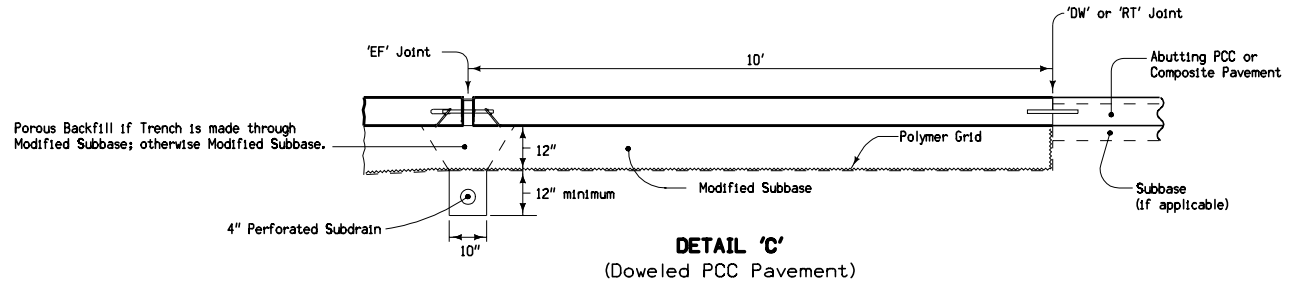 'DW' or 'RT' Joint
'EF' Joint
10'
Abutting PCC or
Composite Pavement
Porous Backfill if Trench is made through
Modified Subbase; otherwise Modified Subbase.
Polymer Grid
12"
Modified Subbase
12" minimum
Subbase
(if applicable)
4" Perforated Subdrain
10"
DETAIL 'C'
(Doweled PCC Pavement)